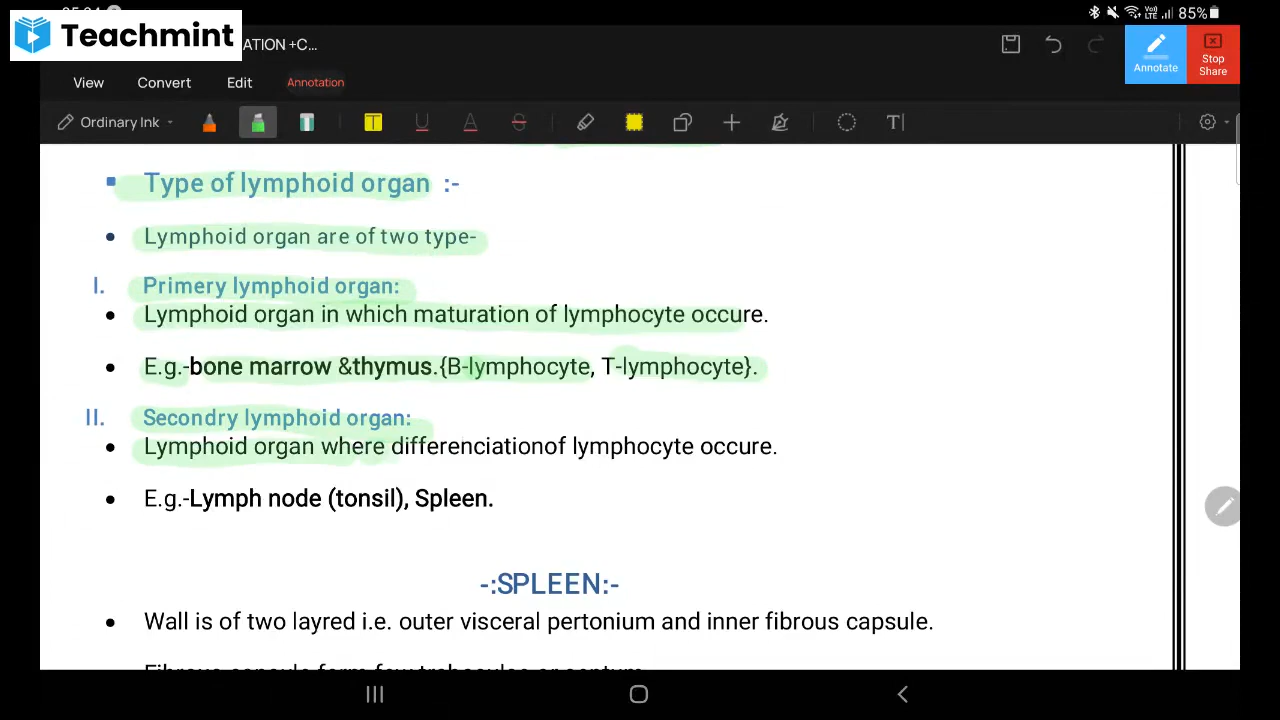 85%
Teachmint
ATION +C...
Annotate
Stop Share
View Convert Edit Annotation
Ordinary Ink
Type of lymphoid organ :-
Lymphoid organ are of two type-
I. Primery lymphoid organ:
Lymphoid organ in which maturation of lymphocyte occure.
E.g.-bone marrow &thymus.{B-lymphocyte, T-lymphocyte}.
II. Secondry lymphoid organ:
Lymphoid organ where differenciationof lymphocyte occure.
E.g.-Lymph node (tonsil), Spleen.
-:SPLEEN:-
Wall is of two layred i.e. outer visceral pertonium and inner fibrous capsule.